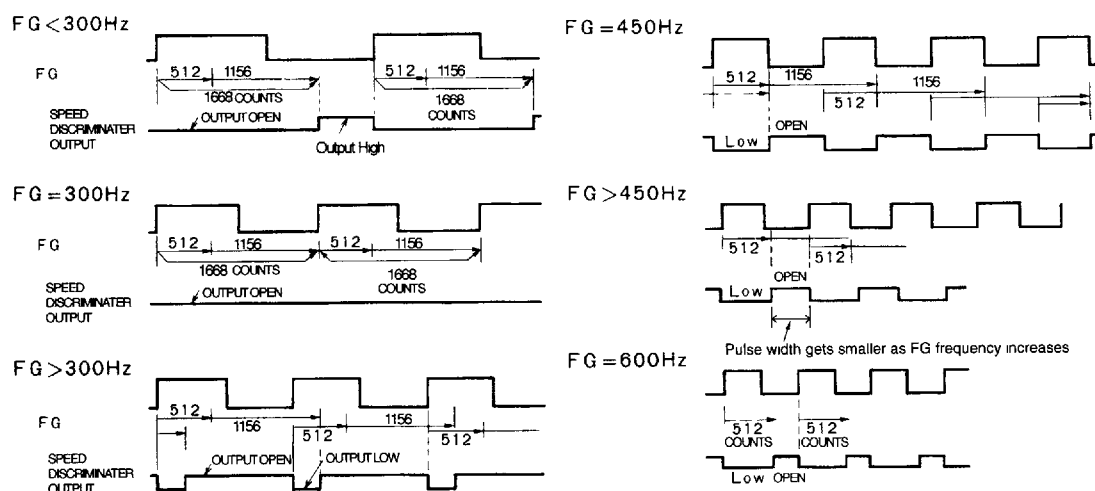 FG<300Hz
FG
512 1156
1668 COUNTS
512 1156
1668
COUNTS
SPEED
DISCRIMINATER
OUTPUT
OUTPUT OPEN
Output High
FG=300Hz
FG
512 1156
1668 COUNTS
512 1156
1668
COUNTS
SPEED
DISCRIMINATER
OUTPUT
OUTPUT OPEN
FG>300Hz
FG
512
1156
512
1156
512
SPEED
DISCRIMINATER
OUTPUT
OUTPUT OPEN
OUTPUT LOW
FG=450Hz
512 1156
512
1156
Low
OPEN
FG>450Hz
512
512
OPEN
Low
Pulse width gets smaller as FG frequency increases
FG=600Hz
512
COUNTS
512
COUNTS
Low OPEN